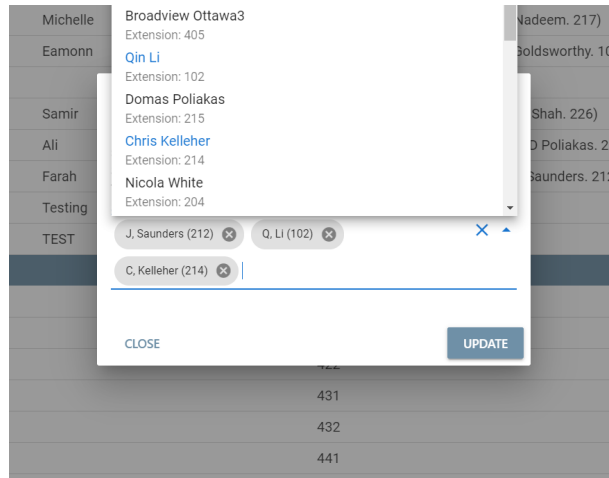 Michelle
Broadview Ottawa3
Nadeem. 217)
Extension: 405
Eamonn
Qin Li
Goldsworthy. 10
Extension: 102
Domas Poliakas
Samir
Extension: 215
Shah. 226)
Ali
Chris Kelleher
D Poliakas. 2
Extension: 214
Farah
Nicola White
Saunders. 212
Extension: 204
Testing
TEST
J, Saunders (212)
Q, Li (102)
C, Kelleher (214)
CLOSE
UPDATE
422
431
432
441